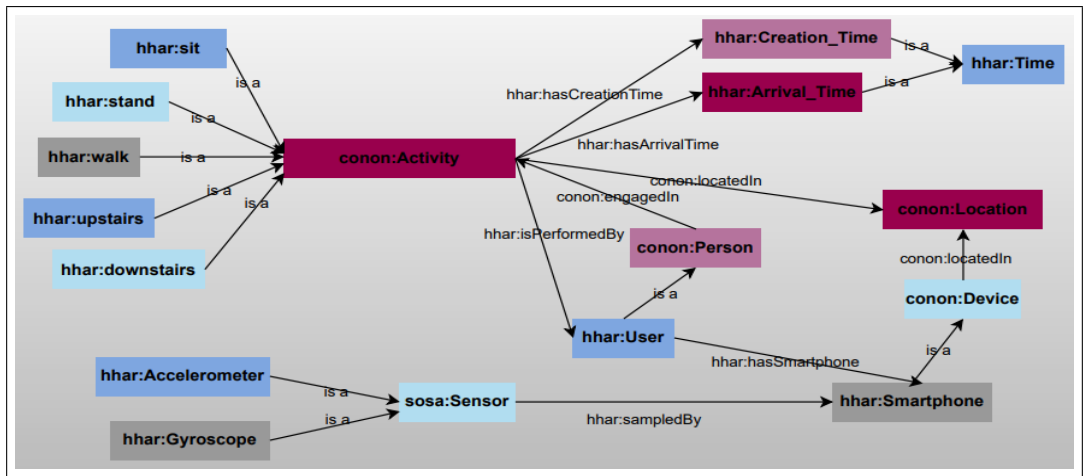 hhar:sit
hhar:Creation_Time
is a
hhar:Time
is a
hhar:stand
hhar:hasCreationTime
is a
hhar:Arrival_Time
is a
hhar:hasArrivalTime
hhar:walk
is a
conon:Activity
conon:locatedIn
conon:engagedIn
conon:Location
hhar:upstairs
is a
is a
hhar:isPerformedBy
conon:Person
hhar:downstairs
conon:locatedIn
is a
conon:Device
hhar:User
hhar:hasSmartphone
is a
hhar:Accelerometer
is a
sosa:Sensor
hhar:sampledBy
hhar:Smartphone
is a
hhar:Gyroscope